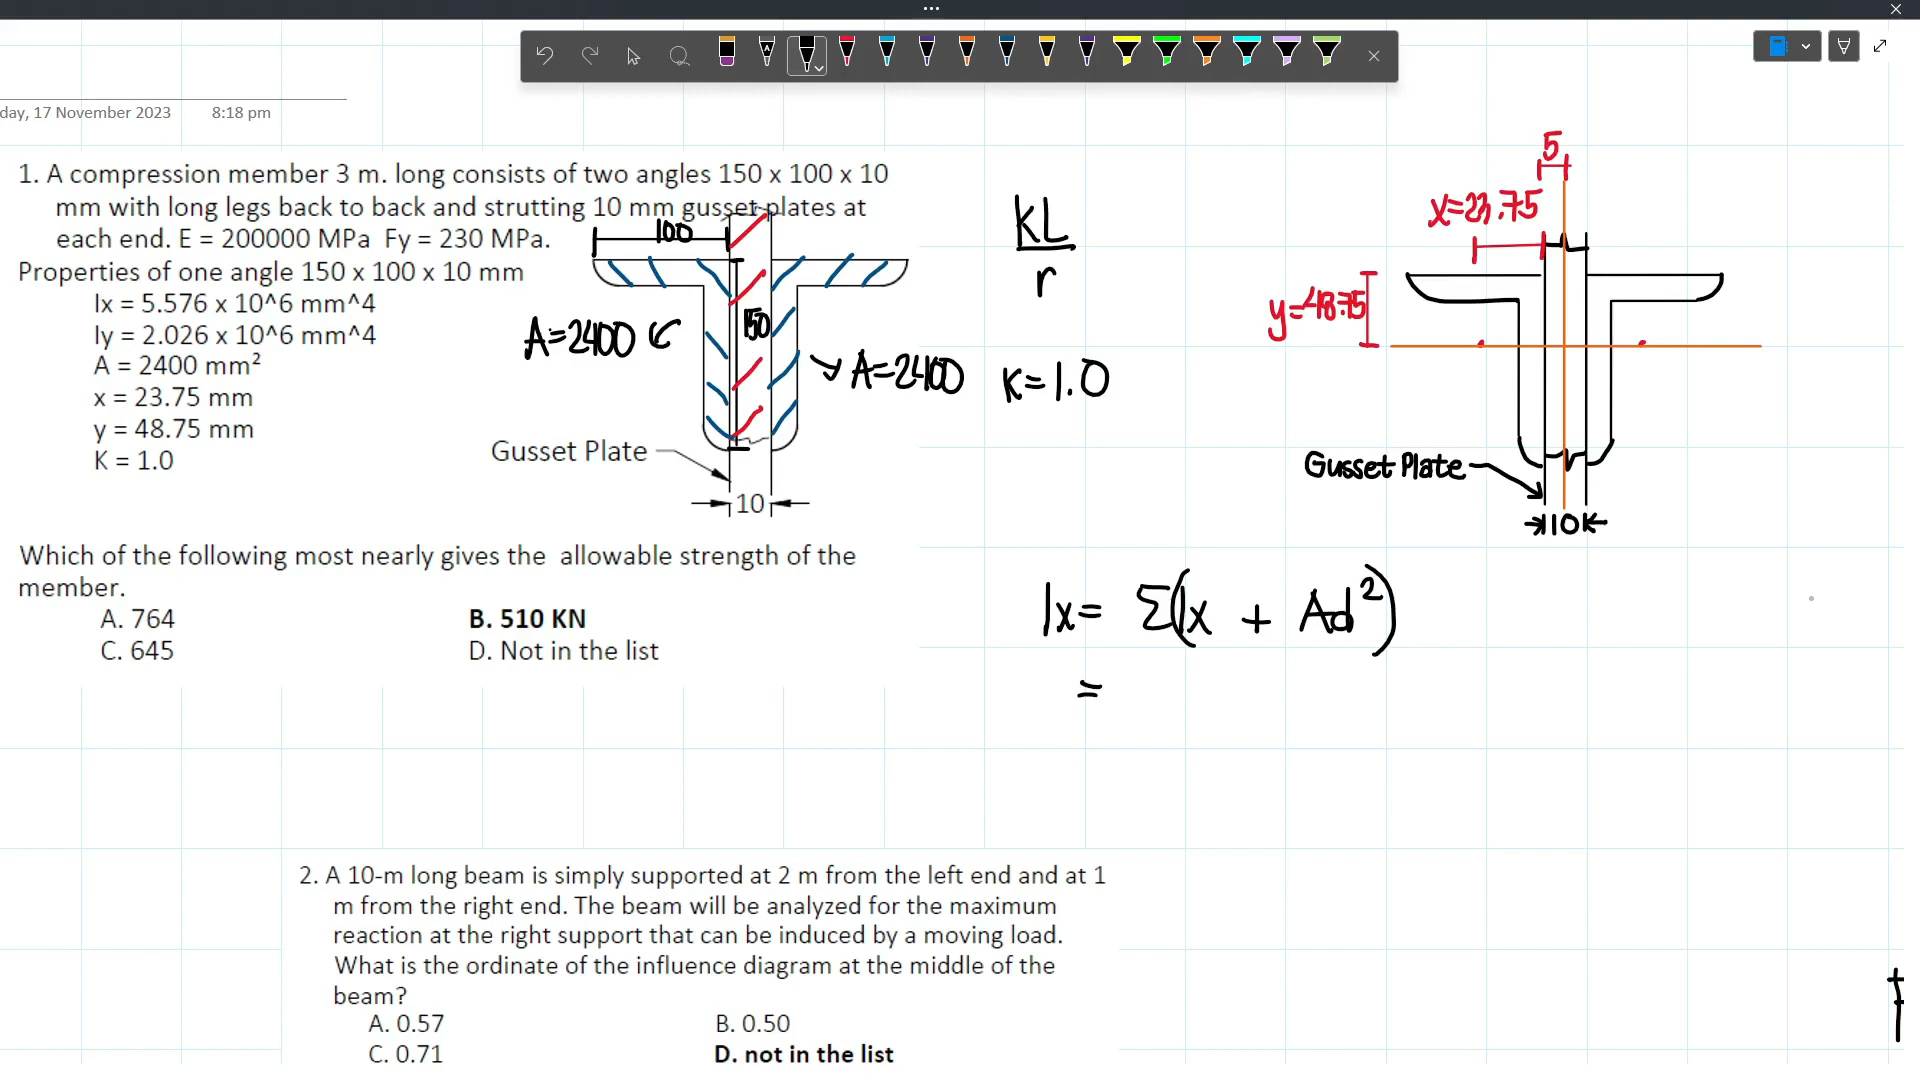 day, 17 November 2023 8:18 pm
1. A compression member 3 m. long consists of two angles 150 x 100 x 10
mm with long legs back to back and strutting 10 mm gusset plates at
each end. E = 200000 MPa Fy = 230 MPa.
Properties of one angle 150 x 100 x 10 mm
Ix = 5.576 x 10^6 mm^4
Iy = 2.026 x 10^6 mm^4
A = 2400 mm²
x = 23.75 mm
y = 48.75 mm
K = 1.0
100
150
A=2400
A=2400
Gusset Plate
10
Which of the following most nearly gives the allowable strength of the
member.
A. 764 B. 510 KN
C. 645 D. Not in the list
KL
r
K=1.0
5
x=23.75
y=48.75
Gusset Plate
10
Ix= Σ(Ix + Ad²)
=
2. A 10-m long beam is simply supported at 2 m from the left end and at 1
m from the right end. The beam will be analyzed for the maximum
reaction at the right support that can be induced by a moving load.
What is the ordinate of the influence diagram at the middle of the
beam?
A. 0.57 B. 0.50
C. 0.71 D. not in the list